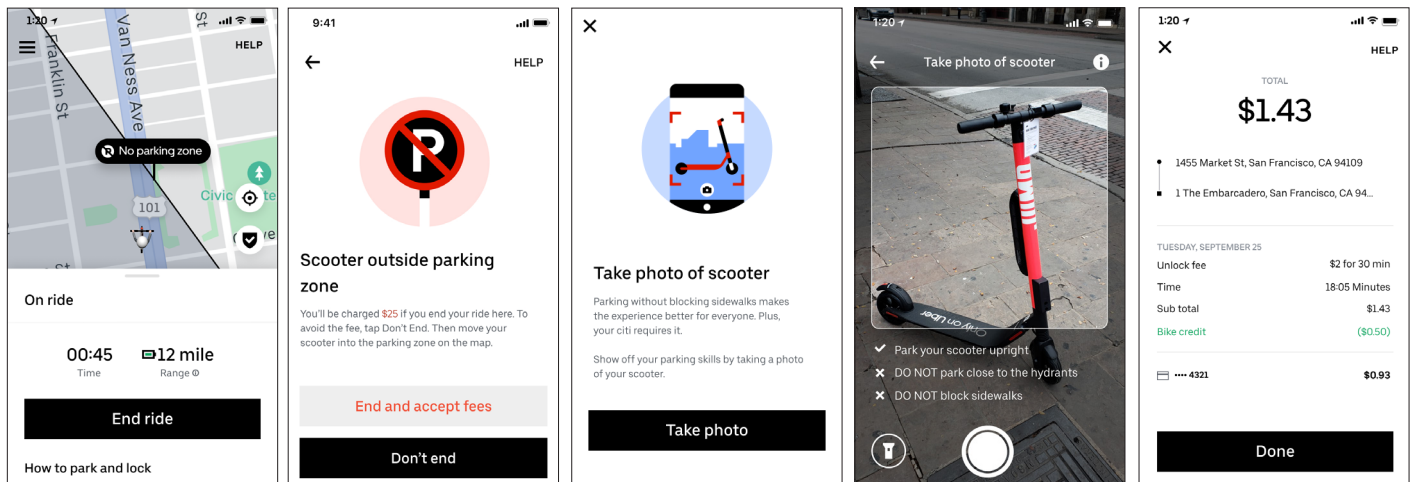 1:20
HELP
Franklin St
Van Ness Ave
St
No parking zone
Civic
101
On ride
00:45
12 mile
Time
Range
End ride
How to park and lock
9:41
HELP
P
Scooter outside parking
zone
You'll be charged $25 if you end your ride here. To
avoid the fee, tap Don't End. Then move your
scooter into the parking zone on the map.
End and accept fees
Don't end
Take photo of scooter
Parking without blocking sidewalks makes
the experience better for everyone. Plus,
your citi requires it.
Show off your parking skills by taking a photo
of your scooter.
Take photo
1:20
Take photo of scooter
JUMP
Only on Uber
Park your scooter upright
DO NOT park close to the hydrants
DO NOT block sidewalks
1:20
HELP
TOTAL
$1.43
1455 Market St, San Francisco, CA 94109
1 The Embarcadero, San Francisco, CA 94...
TUESDAY, SEPTEMBER 25
Unlock fee
$2 for 30 min
Time
18:05 Minutes
Sub total
$1.43
Bike credit
($0.50)
•••• 4321
$0.93
Done